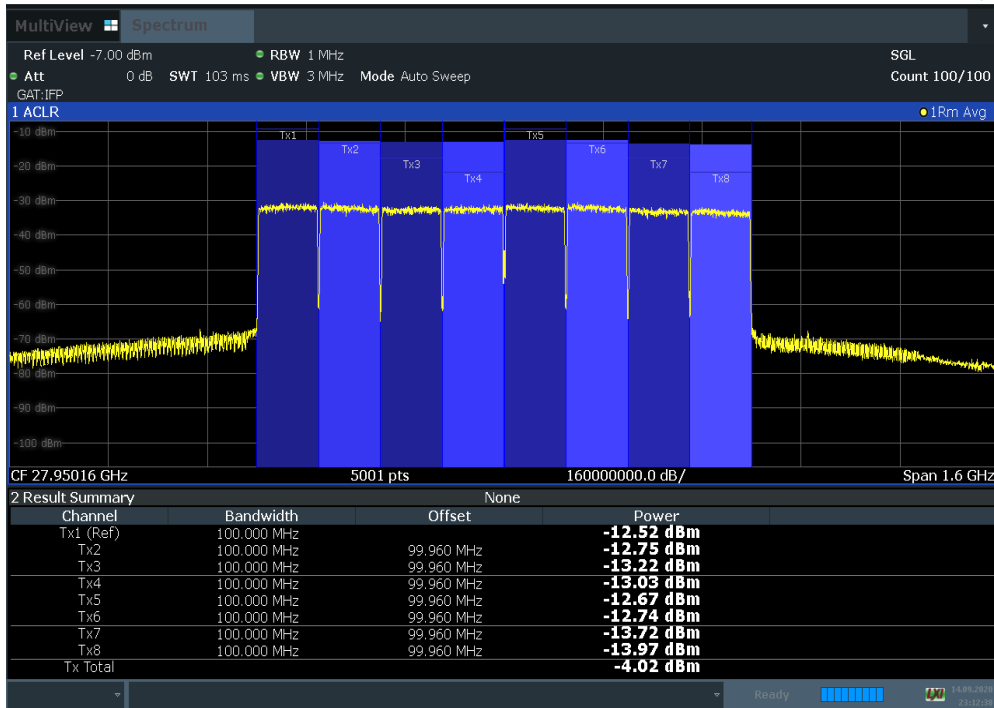 MultiView Spectrum
Ref Level -7.00 dBm RBW 1 MHz SGL
Att 0 dB SWT 103 ms VBW 3 MHz Mode Auto Sweep Count 100/100
GAT:IFP
1 ACLR 1Rm Avg
-10 dBm
Tx1 Tx5
Tx2 Tx6
-20 dBm Tx3 Tx7
Tx4 Tx8
-30 dBm
-40 dBm
-50 dBm
-60 dBm
-70 dBm
-80 dBm
-90 dBm
-100 dBm
CF 27.95016 GHz 5001 pts 160000000.0 dB/ Span 1.6 GHz
2 Result Summary None
Channel Bandwidth Offset Power
Tx1 (Ref) 100.000 MHz -12.52 dBm
Tx2 100.000 MHz 99.960 MHz -12.75 dBm
Tx3 100.000 MHz 99.960 MHz -13.22 dBm
Tx4 100.000 MHz 99.960 MHz -13.03 dBm
Tx5 100.000 MHz 99.960 MHz -12.67 dBm
Tx6 100.000 MHz 99.960 MHz -12.74 dBm
Tx7 100.000 MHz 99.960 MHz -13.72 dBm
Tx8 100.000 MHz 99.960 MHz -13.97 dBm
Tx Total -4.02 dBm
Ready LXI 14.09.2020
23:12:38